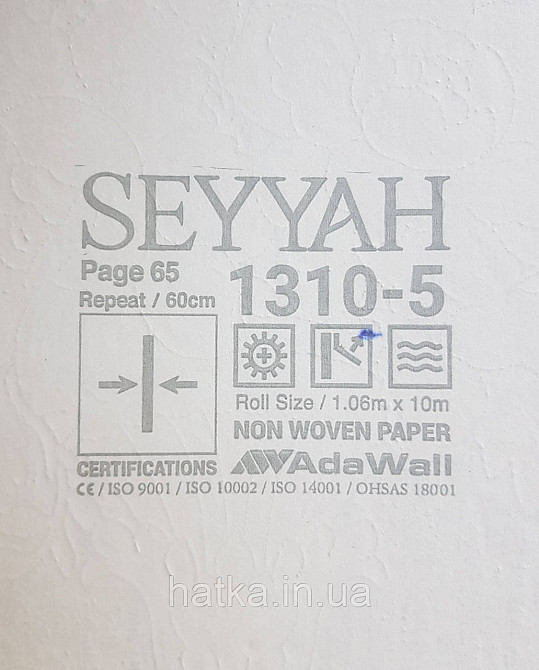 SEYYAH
Page 65
Repeat / 60cm
1310-5
Roll Size / 1.06m x 10m
NON WOVEN PAPER
AdaWall
CERTIFICATIONS
CE / ISO 9001 / ISO 10002 / ISO 14001 / OHSAS 18001
hatka.in.ua